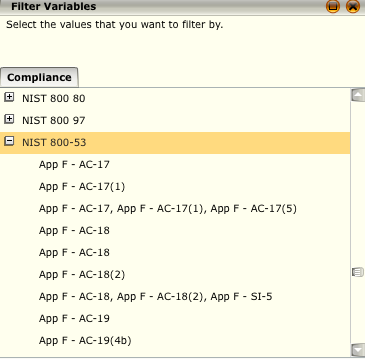 Filter Variables
Select the values that you want to filter by.
Compliance
NIST 800 80
NIST 800 97
NIST 800-53
App F - AC-17
App F - AC-17(1)
App F - AC-17, App F - AC-17(1), App F - AC-17(5)
App F - AC-18
App F - AC-18
App F - AC-18(2)
App F - AC-18, App F - AC-18(2), App F - SI-5
App F - AC-19
App F - AC-19(4b)